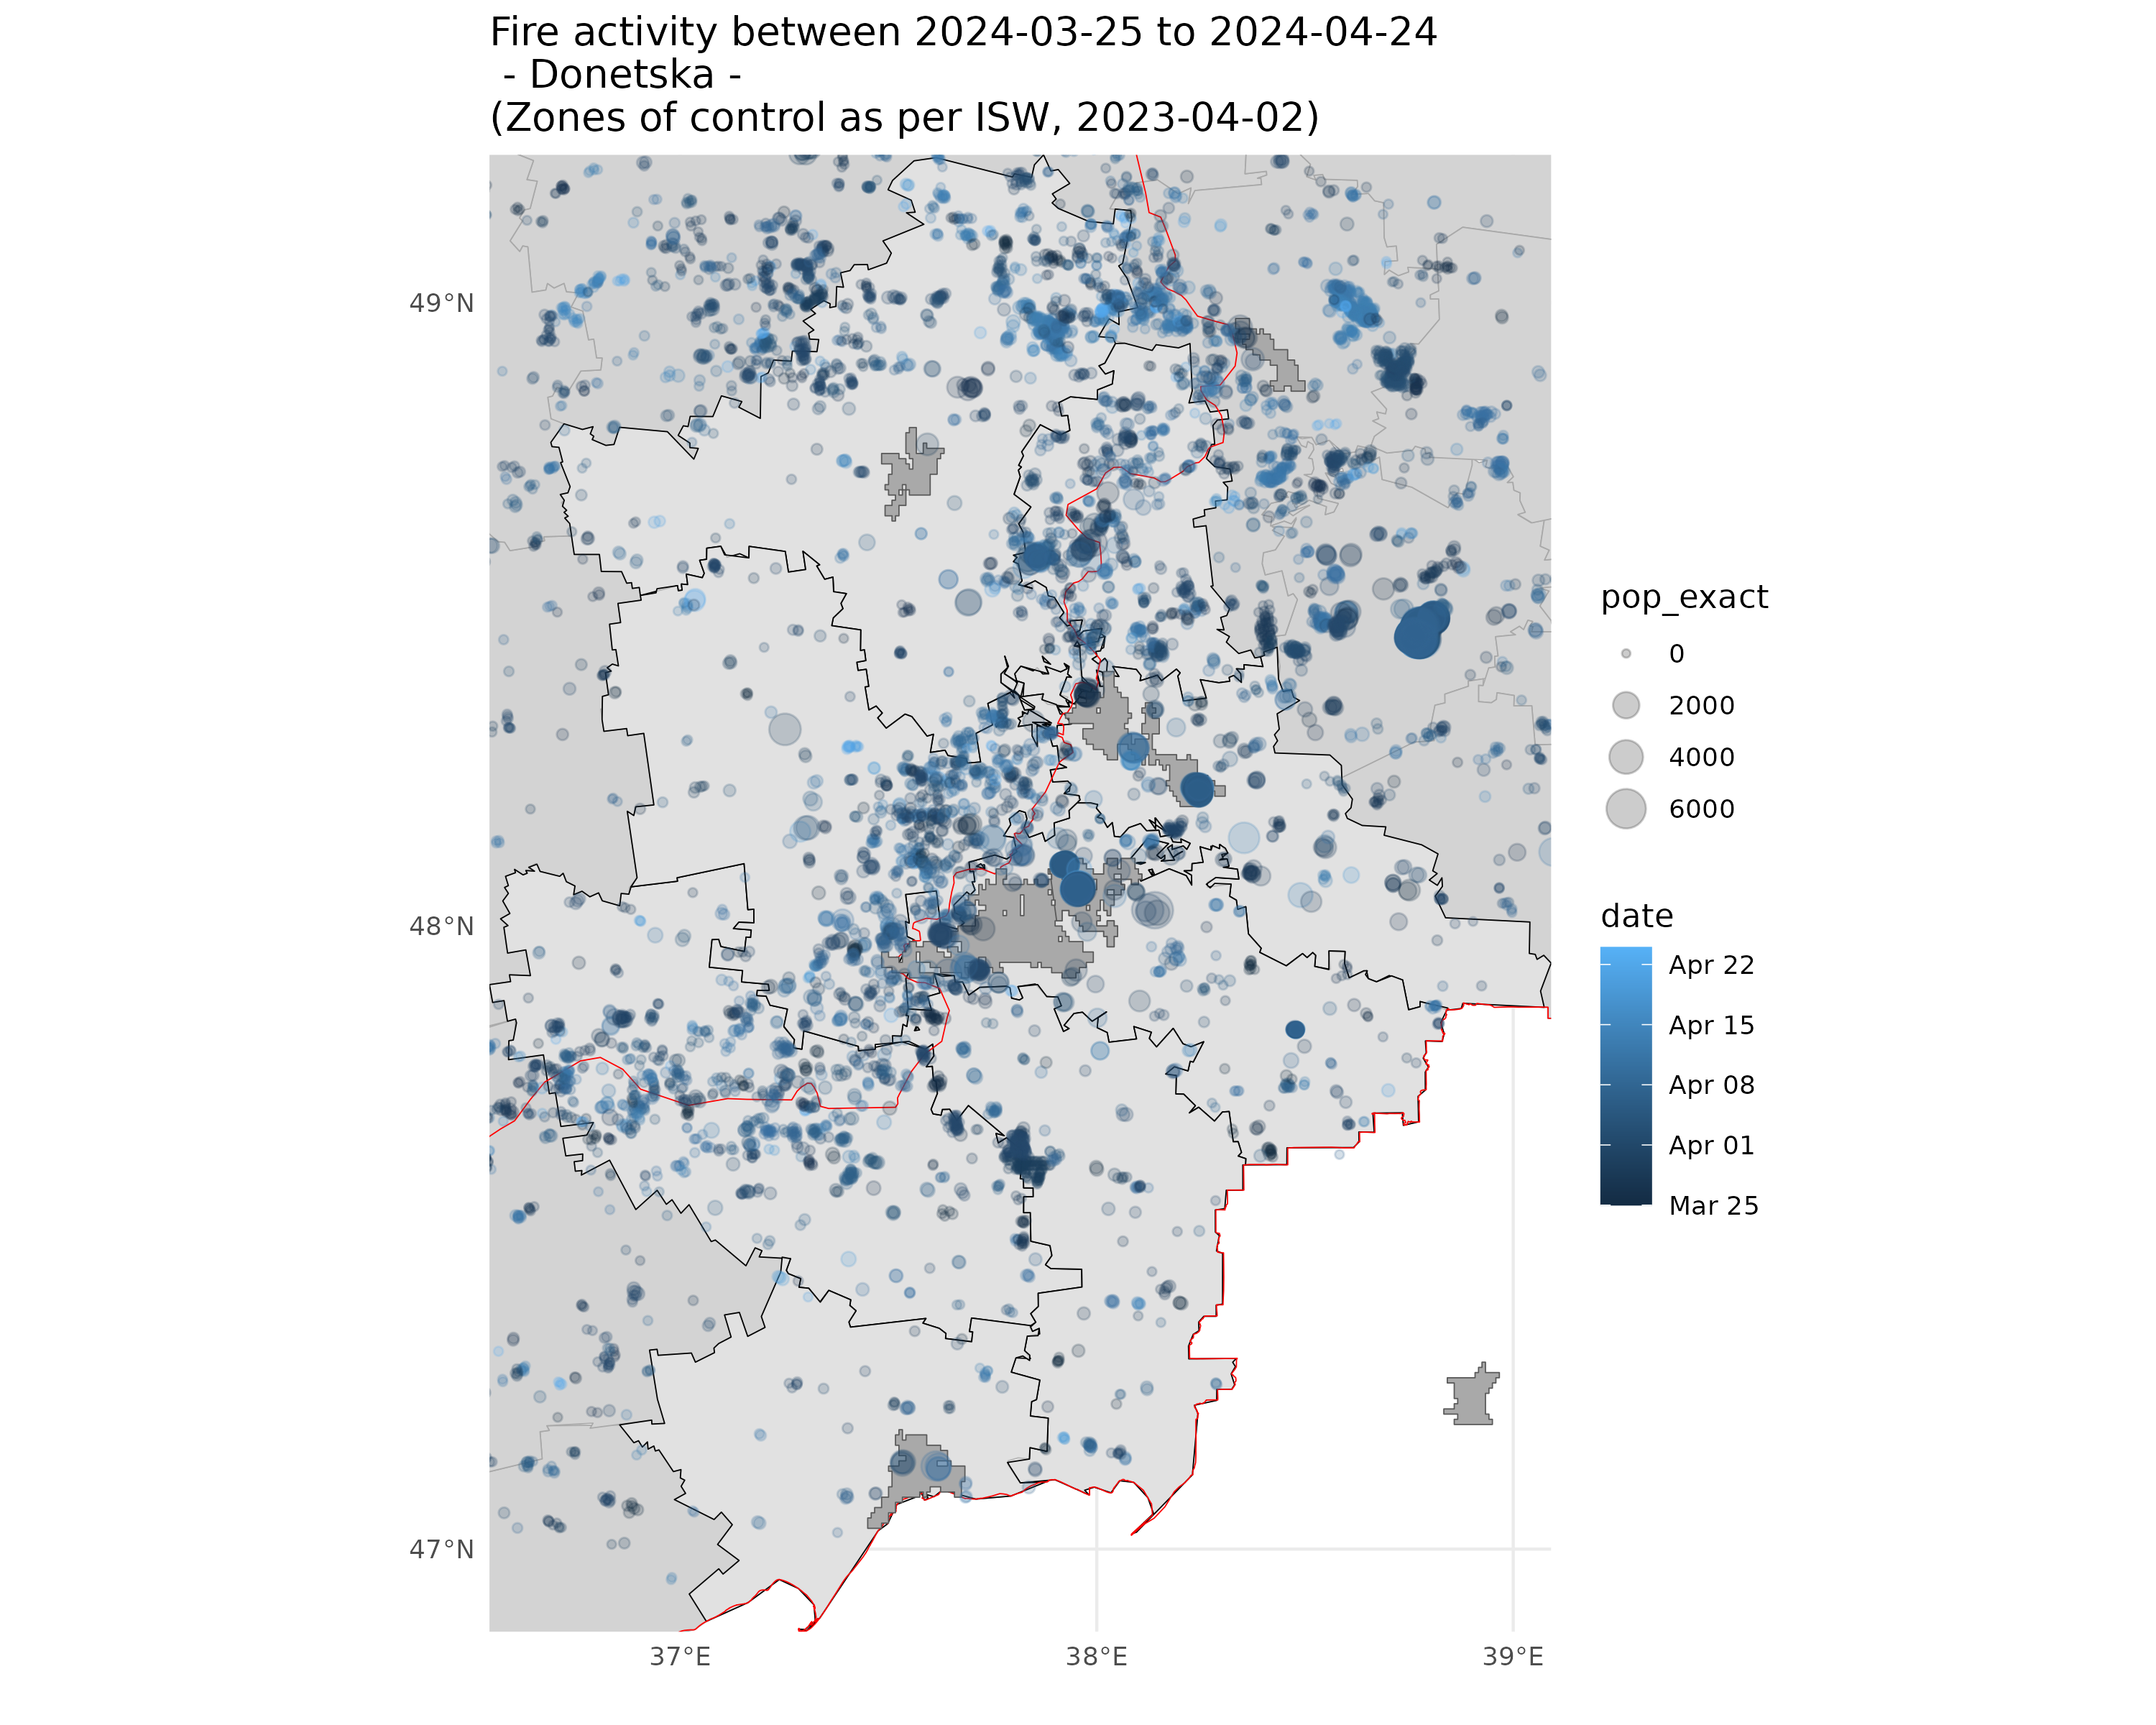 Fire activity between 2024-03-25 to 2024-04-24
- Donetska -
(Zones of control as per ISW, 2023-04-02)
49°N
48°N
47°N
37°E
38°E
39°E
pop_exact
0
2000
4000
6000
date
Apr 22
Apr 15
Apr 08
Apr 01
Mar 25